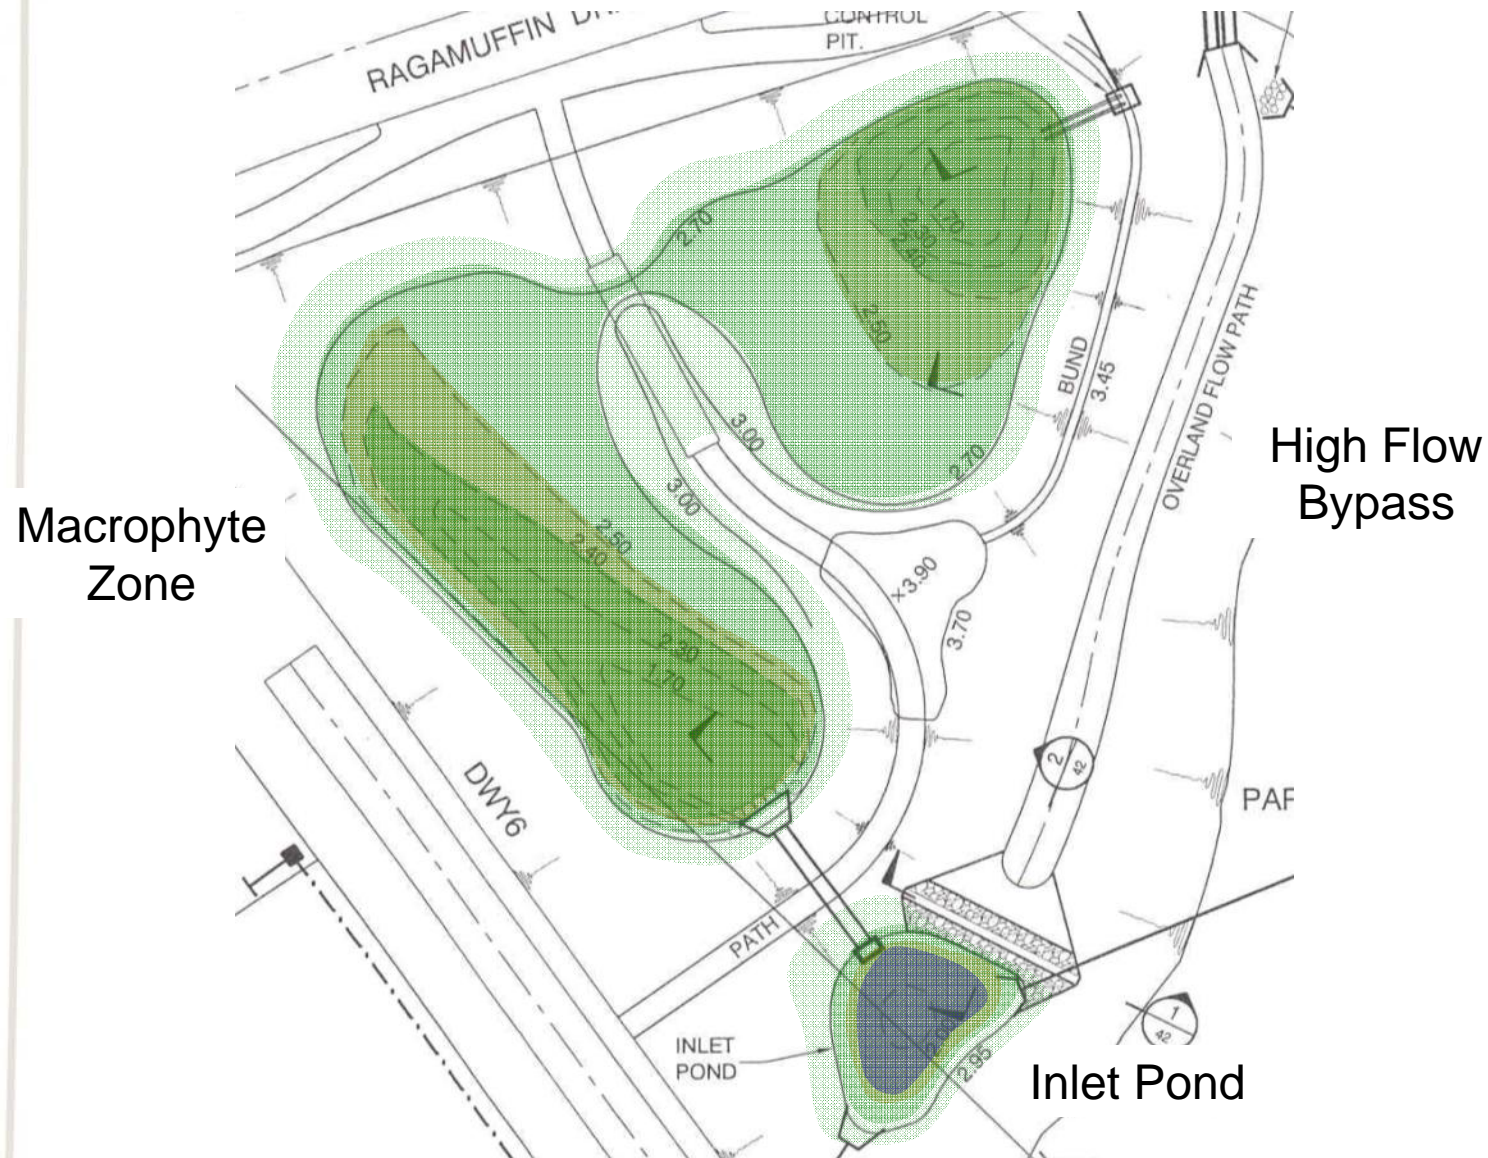 RAGAMUFFIN
CONTROL
PIT.
2.70
1.70
2.30
2.40
2.50
BUND
3.45
OVERLAND FLOW PATH
High Flow
Bypass
3.00
2.70
3.00
Macrophyte
Zone
2.50
2.40
×3.90
3.70
2.30
1.70
2
42
DWY6
PAF
PATH
1
42
INLET
POND
2.95
Inlet Pond